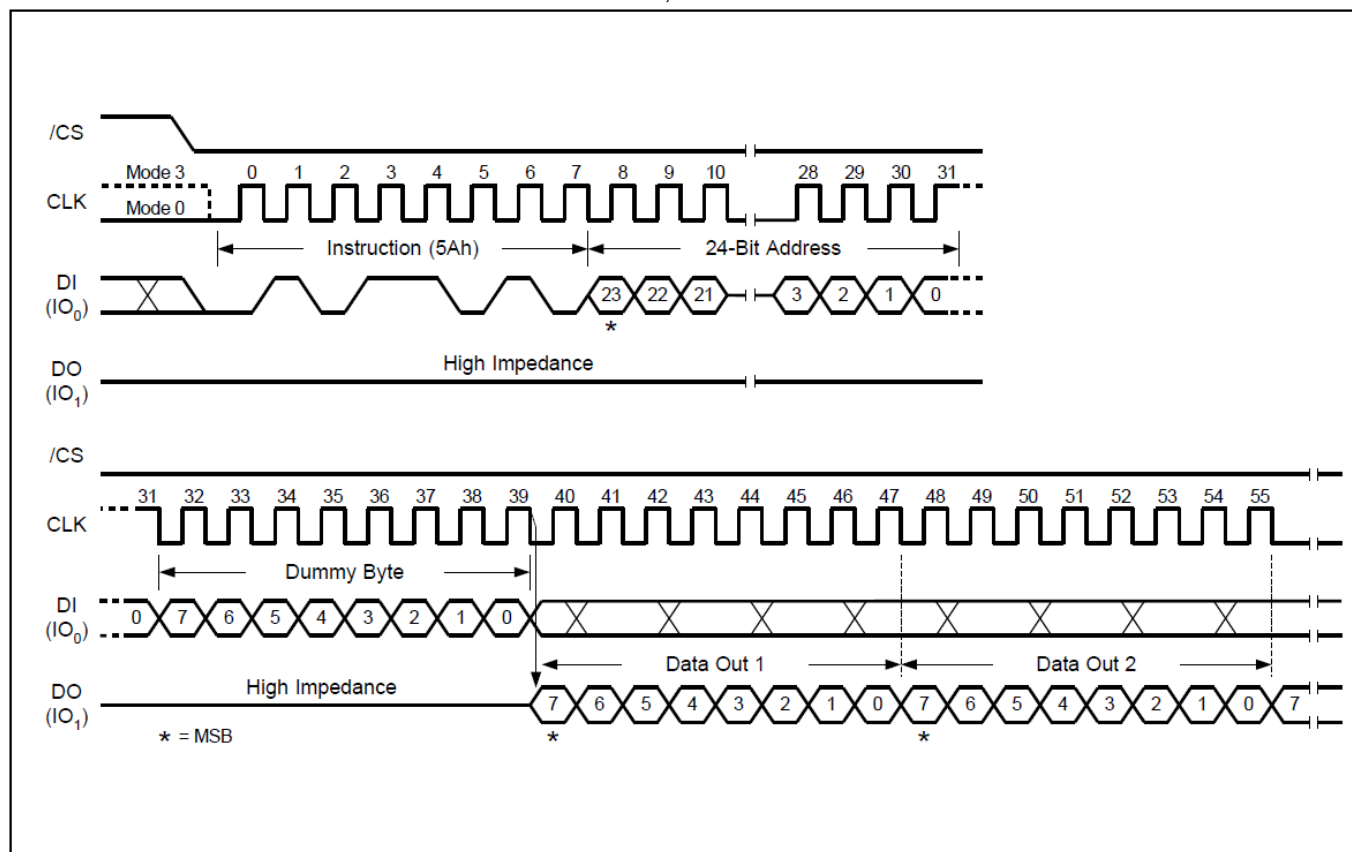 /CS
Mode 3 0 1 2 3 4 5 6 7 8 9 10 28 29 30 31
CLK
Mode 0
Instruction (5Ah) 24-Bit Address
DI
(IO0) 23 22 21 3 2 1 0
*
High Impedance
DO
(IO1)
/CS
31 32 33 34 35 36 37 38 39 40 41 42 43 44 45 46 47 48 49 50 51 52 53 54 55
CLK
Dummy Byte
DI
(IO0) 0 7 6 5 4 3 2 1 0
Data Out 1 Data Out 2
High Impedance
DO
(IO1) 7 6 5 4 3 2 1 0 7 6 5 4 3 2 1 0 7
* = MSB * *